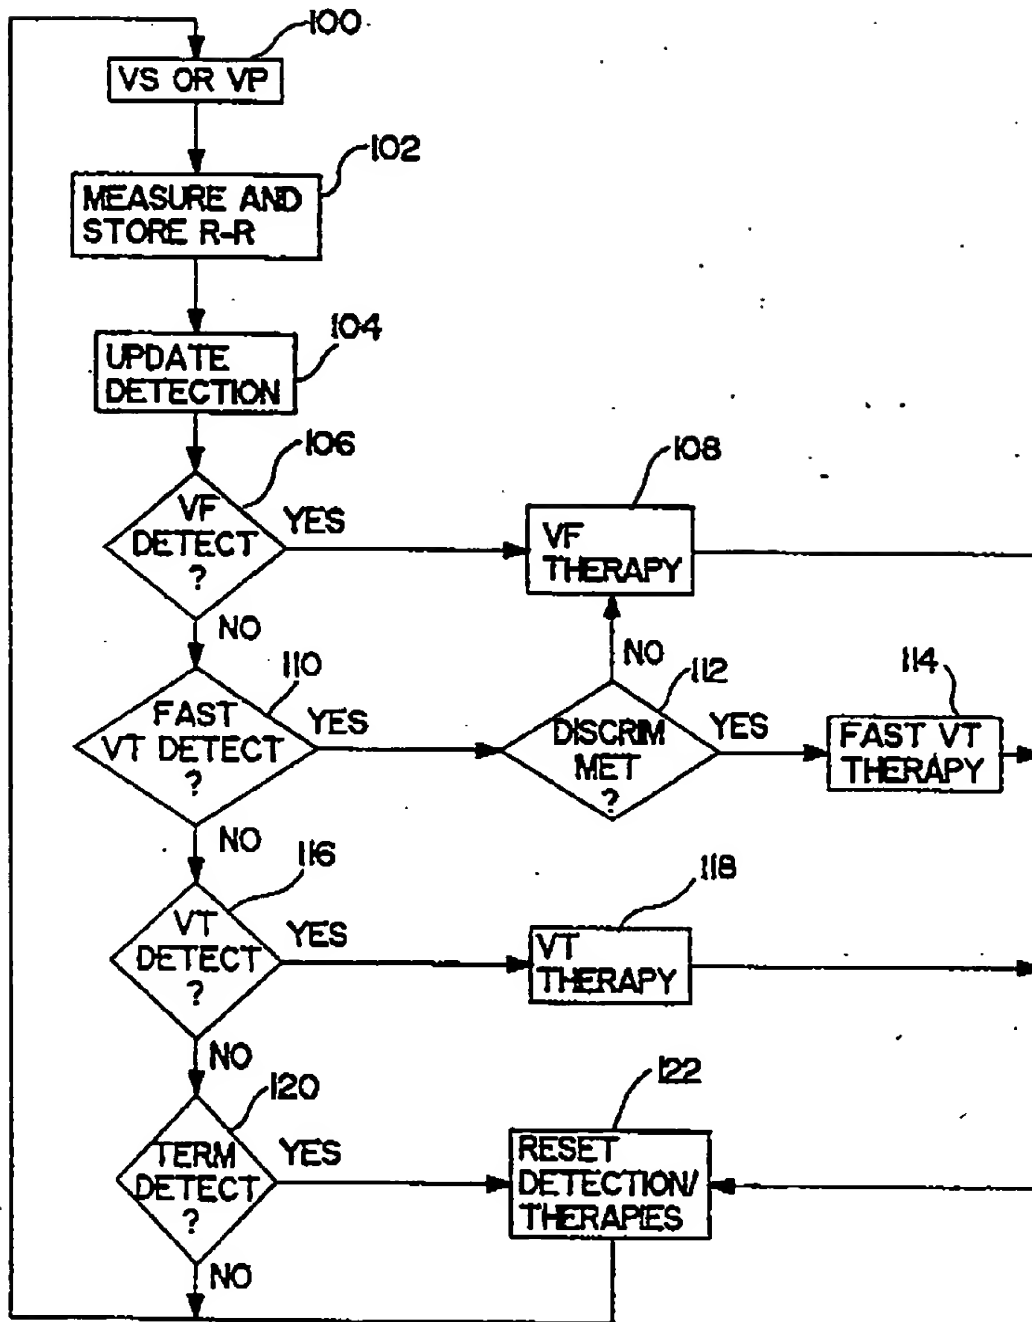 100
VS OR VP
102
MEASURE AND
STORE R-R
104
UPDATE
DETECTION
106
VF
DETECT
?
YES
NO
108
VF
THERAPY
110
FAST
VT DETECT
?
YES
NO
112
DISCRIM
MET
?
NO
YES
114
FAST VT
THERAPY
116
VT
DETECT
?
YES
NO
118
VT
THERAPY
120
TERM
DETECT
?
YES
NO
122
RESET
DETECTION/
THERAPIES